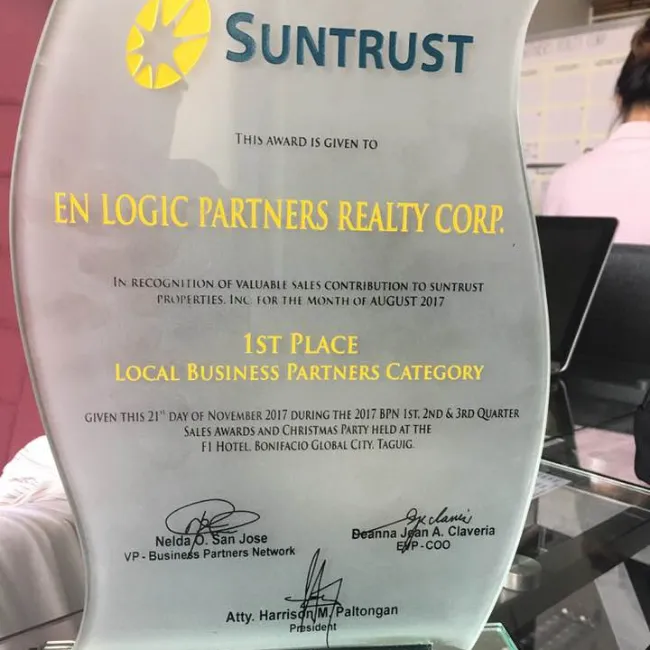 SUNTRUST
THIS AWARD IS GIVEN TO
EN LOGIC PARTNERS REALTY CORP.
IN RECOGNITION OF VALUABLE SALES CONTRIBUTION TO SUNTRUST
PROPERTIES, INC. FOR THE MONTH OF AUGUST 2017
1ST PLACE
LOCAL BUSINESS PARTNERS CATEGORY
GIVEN THIS 21ST DAY OF NOVEMBER 2017 DURING THE 2017 BPN 1ST, 2ND & 3RD QUARTER
SALES AWARDS AND CHRISTMAS PARTY HELD AT THE
F1 HOTEL, BONIFACIO GLOBAL CITY, TAGUIG.
Nelda O. San Jose
VP - Business Partners Network
Deanna Jean A. Claveria
EVP - COO
Atty. Harrison M. Paltongan
President